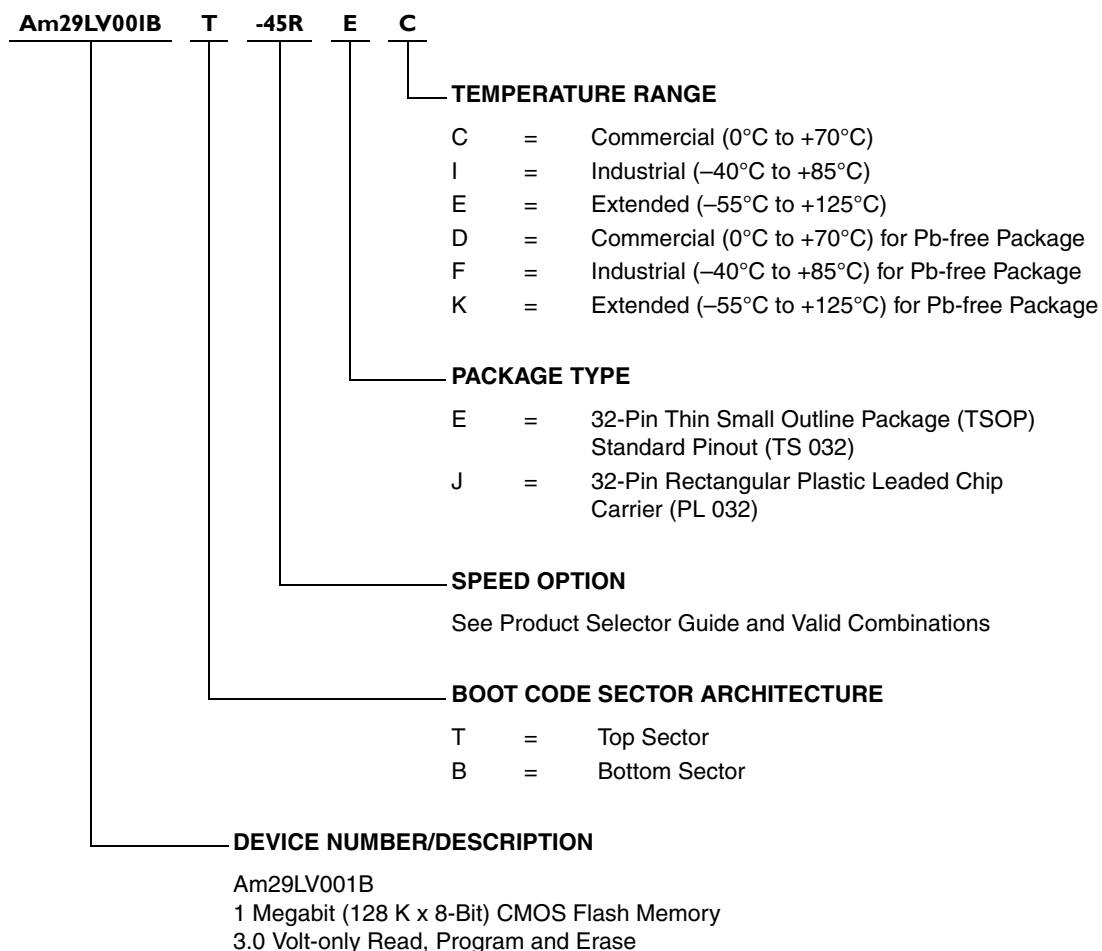 Am29LV001B T -45R E C
TEMPERATURE RANGE
C = Commercial (0°C to +70°C)
I = Industrial (–40°C to +85°C)
E = Extended (–55°C to +125°C)
D = Commercial (0°C to +70°C) for Pb-free Package
F = Industrial (–40°C to +85°C) for Pb-free Package
K = Extended (–55°C to +125°C) for Pb-free Package
PACKAGE TYPE
E = 32-Pin Thin Small Outline Package (TSOP)
Standard Pinout (TS 032)
J = 32-Pin Rectangular Plastic Leaded Chip
Carrier (PL 032)
SPEED OPTION
See Product Selector Guide and Valid Combinations
BOOT CODE SECTOR ARCHITECTURE
T = Top Sector
B = Bottom Sector
DEVICE NUMBER/DESCRIPTION
Am29LV001B
1 Megabit (128 K x 8-Bit) CMOS Flash Memory
3.0 Volt-only Read, Program and Erase